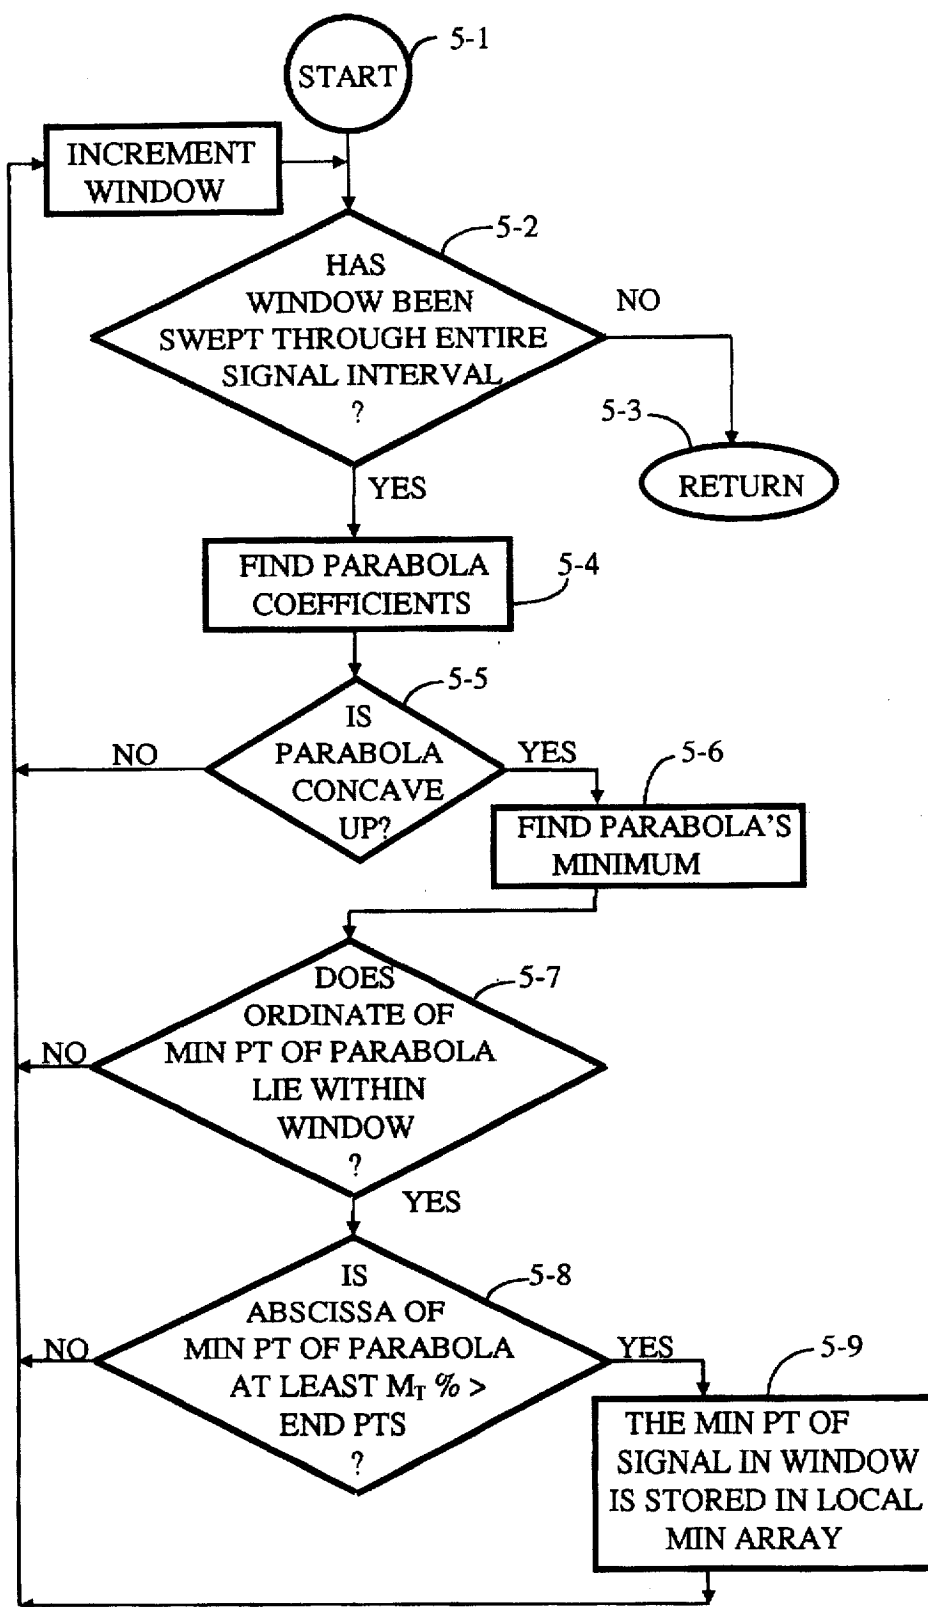 5-1
START
INCREMENT
WINDOW
5-2
HAS
WINDOW BEEN
SWEPT THROUGH ENTIRE
SIGNAL INTERVAL
?
NO
5-3
RETURN
YES
FIND PARABOLA
COEFFICIENTS
5-4
5-5
IS
PARABOLA
CONCAVE
UP?
NO
YES
5-6
FIND PARABOLA'S
MINIMUM
5-7
DOES
ORDINATE OF
MIN PT OF PARABOLA
LIE WITHIN
WINDOW
?
NO
YES
5-8
IS
ABSCISSA OF
MIN PT OF PARABOLA
AT LEAST M_T % >
END PTS
?
NO
YES
5-9
THE MIN PT OF
SIGNAL IN WINDOW
IS STORED IN LOCAL
MIN ARRAY